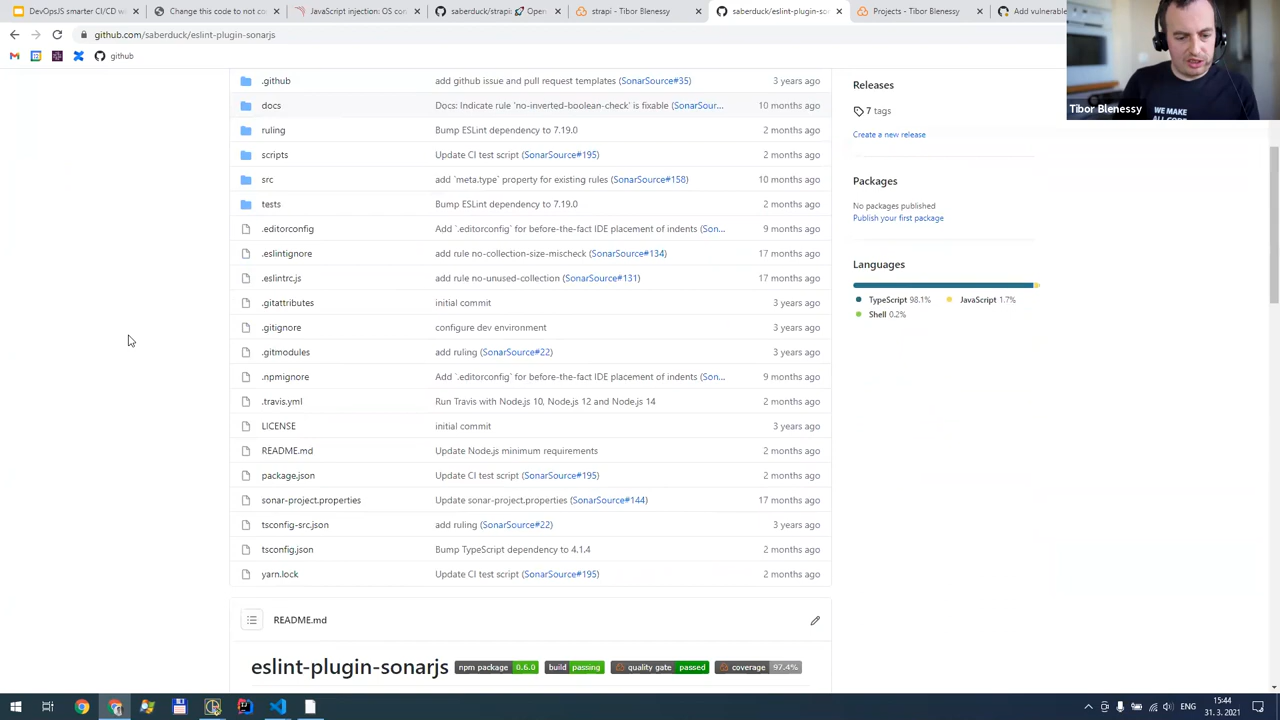 DevOpsJS smarter CI/CD w
Change this code to not co
JavaScript injection: OS con
saberduck/strapi: 🚀 Open
strapi - Tibor Blenessy
saberduck/eslint-plugin-son
Projects - Tibor Blenessy
Add vulnerabl
github.com/saberduck/eslint-plugin-sonarjs
github
Tibor Blenessy
WE MAKE
ALL CODE
.github add github issue and pull request templates (SonarSource#35) 3 years ago
docs Docs: Indicate rule 'no-inverted-boolean-check' is fixable (SonarSour... 10 months ago
ruling Bump ESLint dependency to 7.19.0 2 months ago
scripts Update CI test script (SonarSource#195) 2 months ago
src add `meta.type` property for existing rules (SonarSource#158) 10 months ago
tests Bump ESLint dependency to 7.19.0 2 months ago
.editorconfig Add `.editorconfig` for before-the-fact IDE placement of indents (Son... 9 months ago
.eslintignore add rule no-collection-size-mischeck (SonarSource#134) 17 months ago
.eslintrc.js add rule no-unused-collection (SonarSource#131) 17 months ago
.gitattributes initial commit 3 years ago
.gitignore configure dev environment 3 years ago
.gitmodules add ruling (SonarSource#22) 3 years ago
.npmignore Add `.editorconfig` for before-the-fact IDE placement of indents (Son... 9 months ago
.travis.yml Run Travis with Node.js 10, Node.js 12 and Node.js 14 2 months ago
LICENSE initial commit 3 years ago
README.md Update Node.js minimum requirements 2 months ago
package.json Update CI test script (SonarSource#195) 2 months ago
sonar-project.properties Update sonar-project.properties (SonarSource#144) 17 months ago
tsconfig-src.json add ruling (SonarSource#22) 3 years ago
tsconfig.json Bump TypeScript dependency to 4.1.4 2 months ago
yarn.lock Update CI test script (SonarSource#195) 2 months ago
Releases
7 tags
Create a new release
Packages
No packages published
Publish your first package
Languages
TypeScript 98.1% JavaScript 1.7%
Shell 0.2%
README.md
eslint-plugin-sonarjs npm package 0.6.0 build passing quality gate passed coverage 97.4%
ENG
15:44
31. 3. 2021